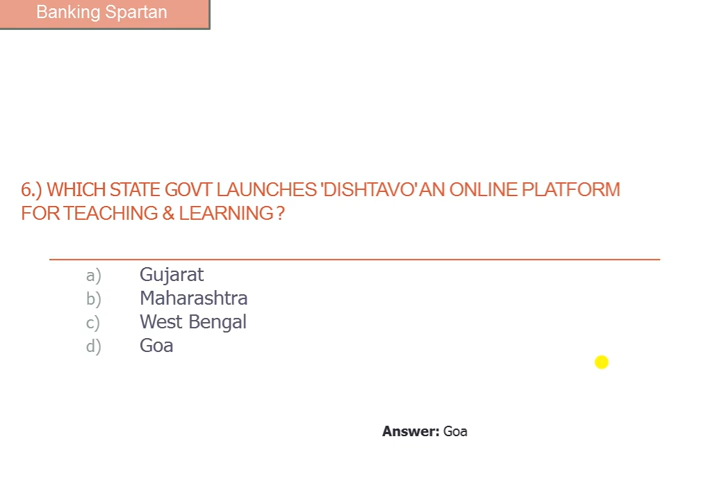 Banking Spartan
6.) WHICH STATE GOVT LAUNCHES 'DISHTAVO' AN ONLINE PLATFORM
FOR TEACHING & LEARNING ?
a) Gujarat
b) Maharashtra
c) West Bengal
d) Goa
Answer: Goa